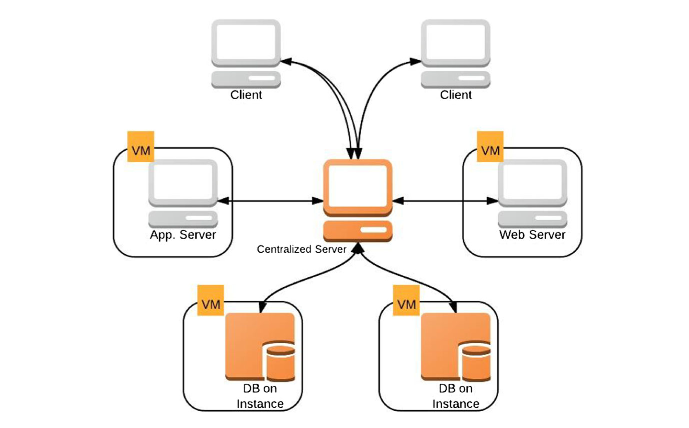 Client
Client
VM
VM
App. Server
Web Server
Centralized Server
VM
VM
DB on
Instance
DB on
Instance